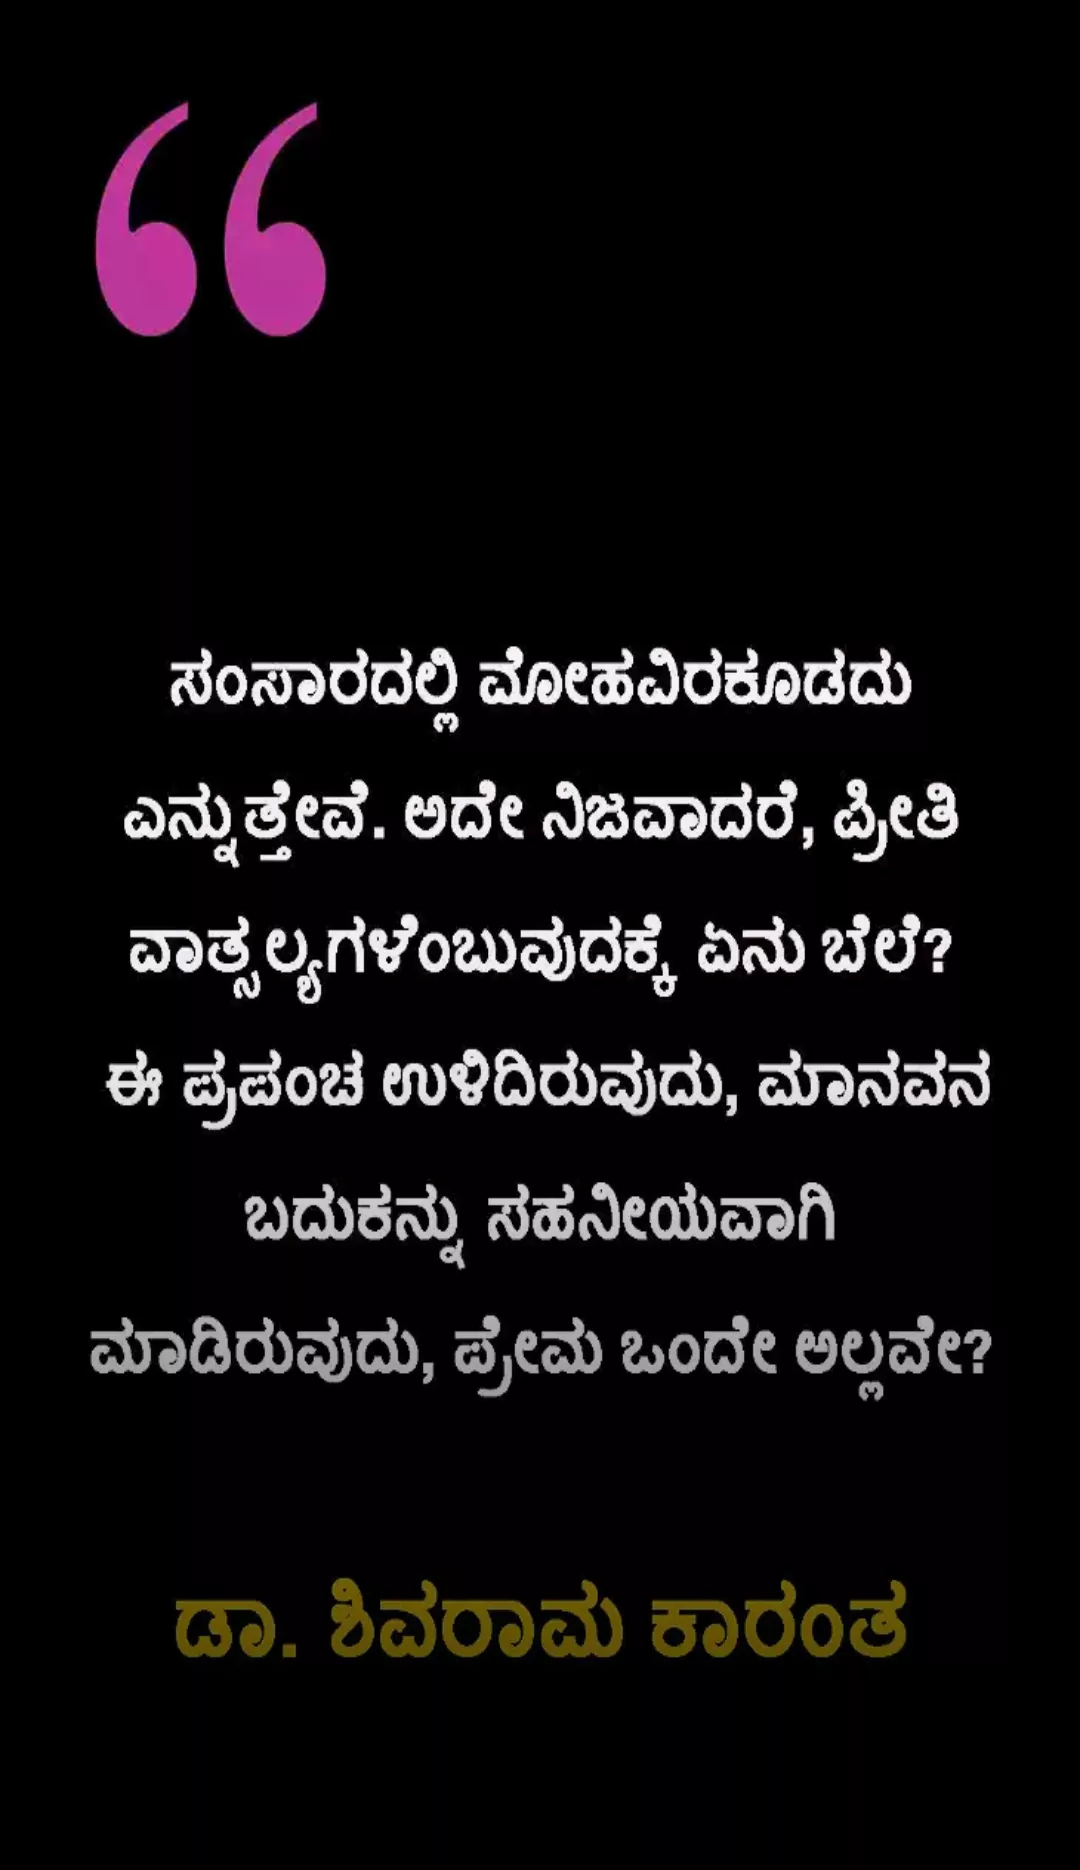 “
ಸಂಸಾರದಲ್ಲಿ ಮೋಹವಿರಕೂಡದು
ಎನ್ನುತ್ತೇವೆ. ಅದೇ ನಿಜವಾದರೆ, ಪ್ರೀತಿ
ವಾತ್ಸಲ್ಯಗಳೆಂಬುವುದಕ್ಕೆ ಏನು ಬೆಲೆ?
ಈ ಪ್ರಪಂಚ ಉಳಿದಿರುವುದು, ಮಾನವನ
ಬದುಕನ್ನು ಸಹನೀಯವಾಗಿ
ಮಾಡಿರುವುದು, ಪ್ರೇಮ ಒಂದೇ ಅಲ್ಲವೇ?
ಡಾ. ಶಿವರಾಮ ಕಾರಂತ